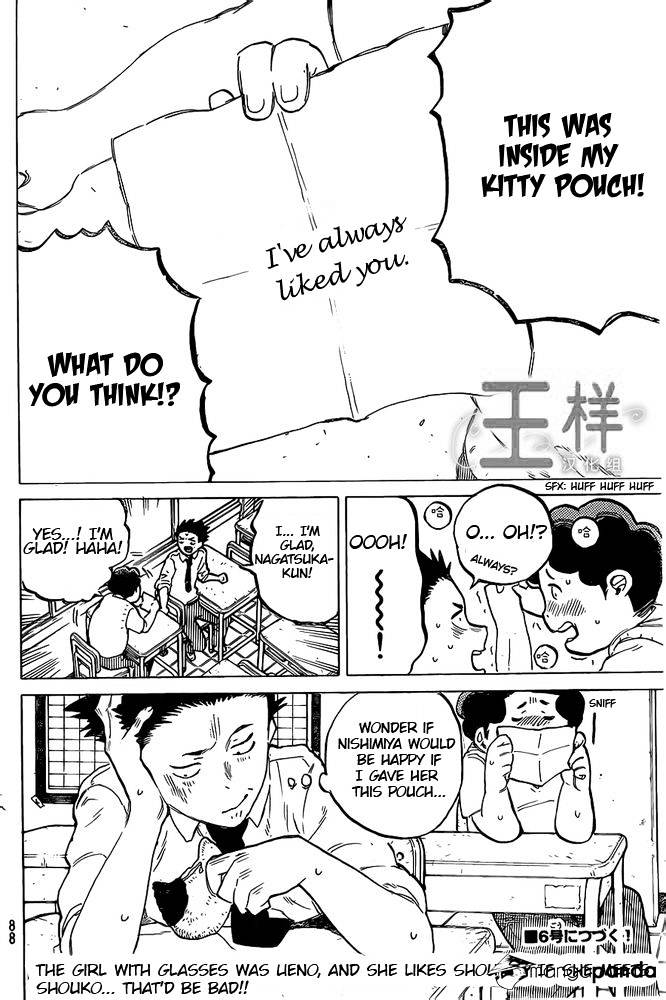 THIS WAS
INSIDE MY
KITTY POUCH!
I've always
liked you.
WHAT DO
YOU THINK!?
王样
汉化组
SFX: HUFF HUFF HUFF
O... OH!?
ALWAYS?
哈
哈
哈
OOOH!
I... I'M
GLAD,
NAGATSUKA-
KUN!
YES...! I'M
GLAD! HAHA!
SNIFF
WONDER IF
NISHIMIYA WOULD
BE HAPPY IF
I GAVE HER
THIS POUCH...
■6号につづく!
88
THE GIRL WITH GLASSES WAS UENO, AND SHE LIKES
SHOUKO... THAT'D BE BAD!!
mangapanda